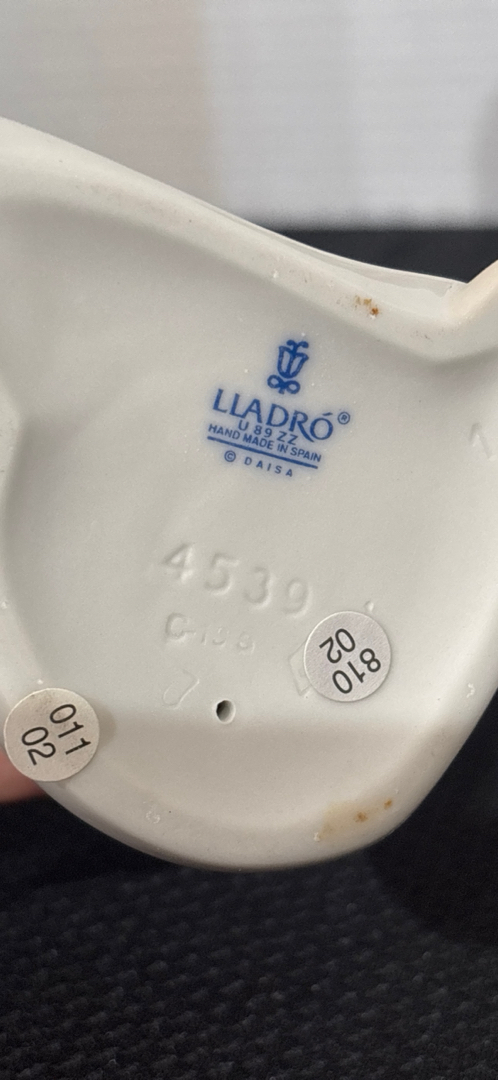 LLADRÓ®
U 89 ZZ
HAND MADE IN SPAIN
© DAISA
4539
810
02
011
02